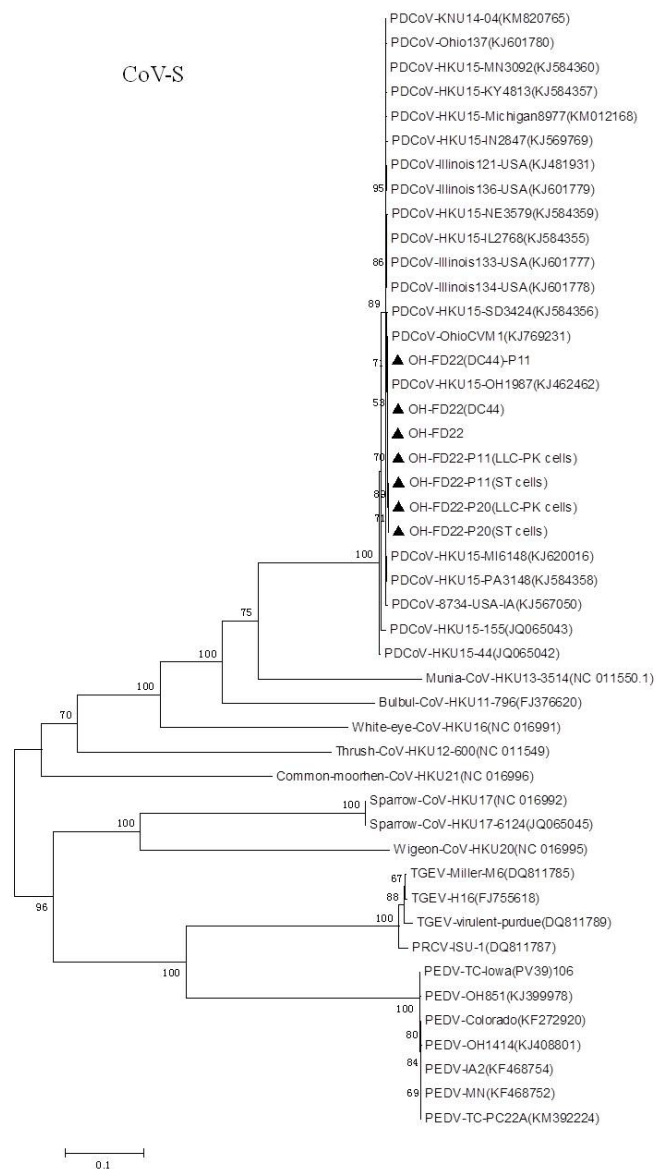 PDCoV-KNU14-04(KM820765)
PDCoV-Ohio137(KJ601780)
CoV-S
PDCoV-HKU15-MN3092(KJ584360)
PDCoV-HKU15-KY4813(KJ584357)
PDCoV-HKU15-Michigan8977(KM012168)
PDCoV-HKU15-IN2847(KJ569769)
PDCoV-Illinois121-USA(KJ481931)
95
PDCoV-Illinois136-USA(KJ601779)
PDCoV-HKU15-NE3579(KJ584359)
PDCoV-HKU15-IL2768(KJ584355)
86
PDCoV-Illinois133-USA(KJ601777)
PDCoV-Illinois134-USA(KJ601778)
89
PDCoV-HKU15-SD3424(KJ584356)
PDCoV-OhioCVM1(KJ769231)
71
OH-FD22(DC44)-P11
PDCoV-HKU15-OH1987(KJ462462)
53
OH-FD22(DC44)
OH-FD22
70
OH-FD22-P11(LLC-PK cells)
OH-FD22-P11(ST cells)
89
OH-FD22-P20(LLC-PK cells)
71
OH-FD22-P20(ST cells)
100
PDCoV-HKU15-MI6148(KJ620016)
PDCoV-HKU15-PA3148(KJ584358)
PDCoV-8734-USA-IA(KJ567050)
75
PDCoV-HKU15-155(JQ065043)
PDCoV-HKU15-44(JQ065042)
100
Munia-CoV-HKU13-3514(NC 011550.1)
100
Bulbul-CoV-HKU11-796(FJ376620)
70
White-eye-CoV-HKU16(NC 016991)
Thrush-CoV-HKU12-600(NC 011549)
Common-moorhen-CoV-HKU21(NC 016996)
100
Sparrow-CoV-HKU17(NC 016992)
100
Sparrow-CoV-HKU17-6124(JQ065045)
Wigeon-CoV-HKU20(NC 016995)
67
TGEV-Miller-M6(DQ811785)
88
TGEV-H16(FJ755618)
96
100
TGEV-virulent-purdue(DQ811789)
PRCV-ISU-1(DQ811787)
100
PEDV-TC-Iowa(PV39)106
PEDV-OH851(KJ399978)
100
PEDV-Colorado(KF272920)
80
PEDV-OH1414(KJ408801)
84
PEDV-IA2(KF468754)
69
PEDV-MN(KF468752)
PEDV-TC-PC22A(KM392224)
0.1